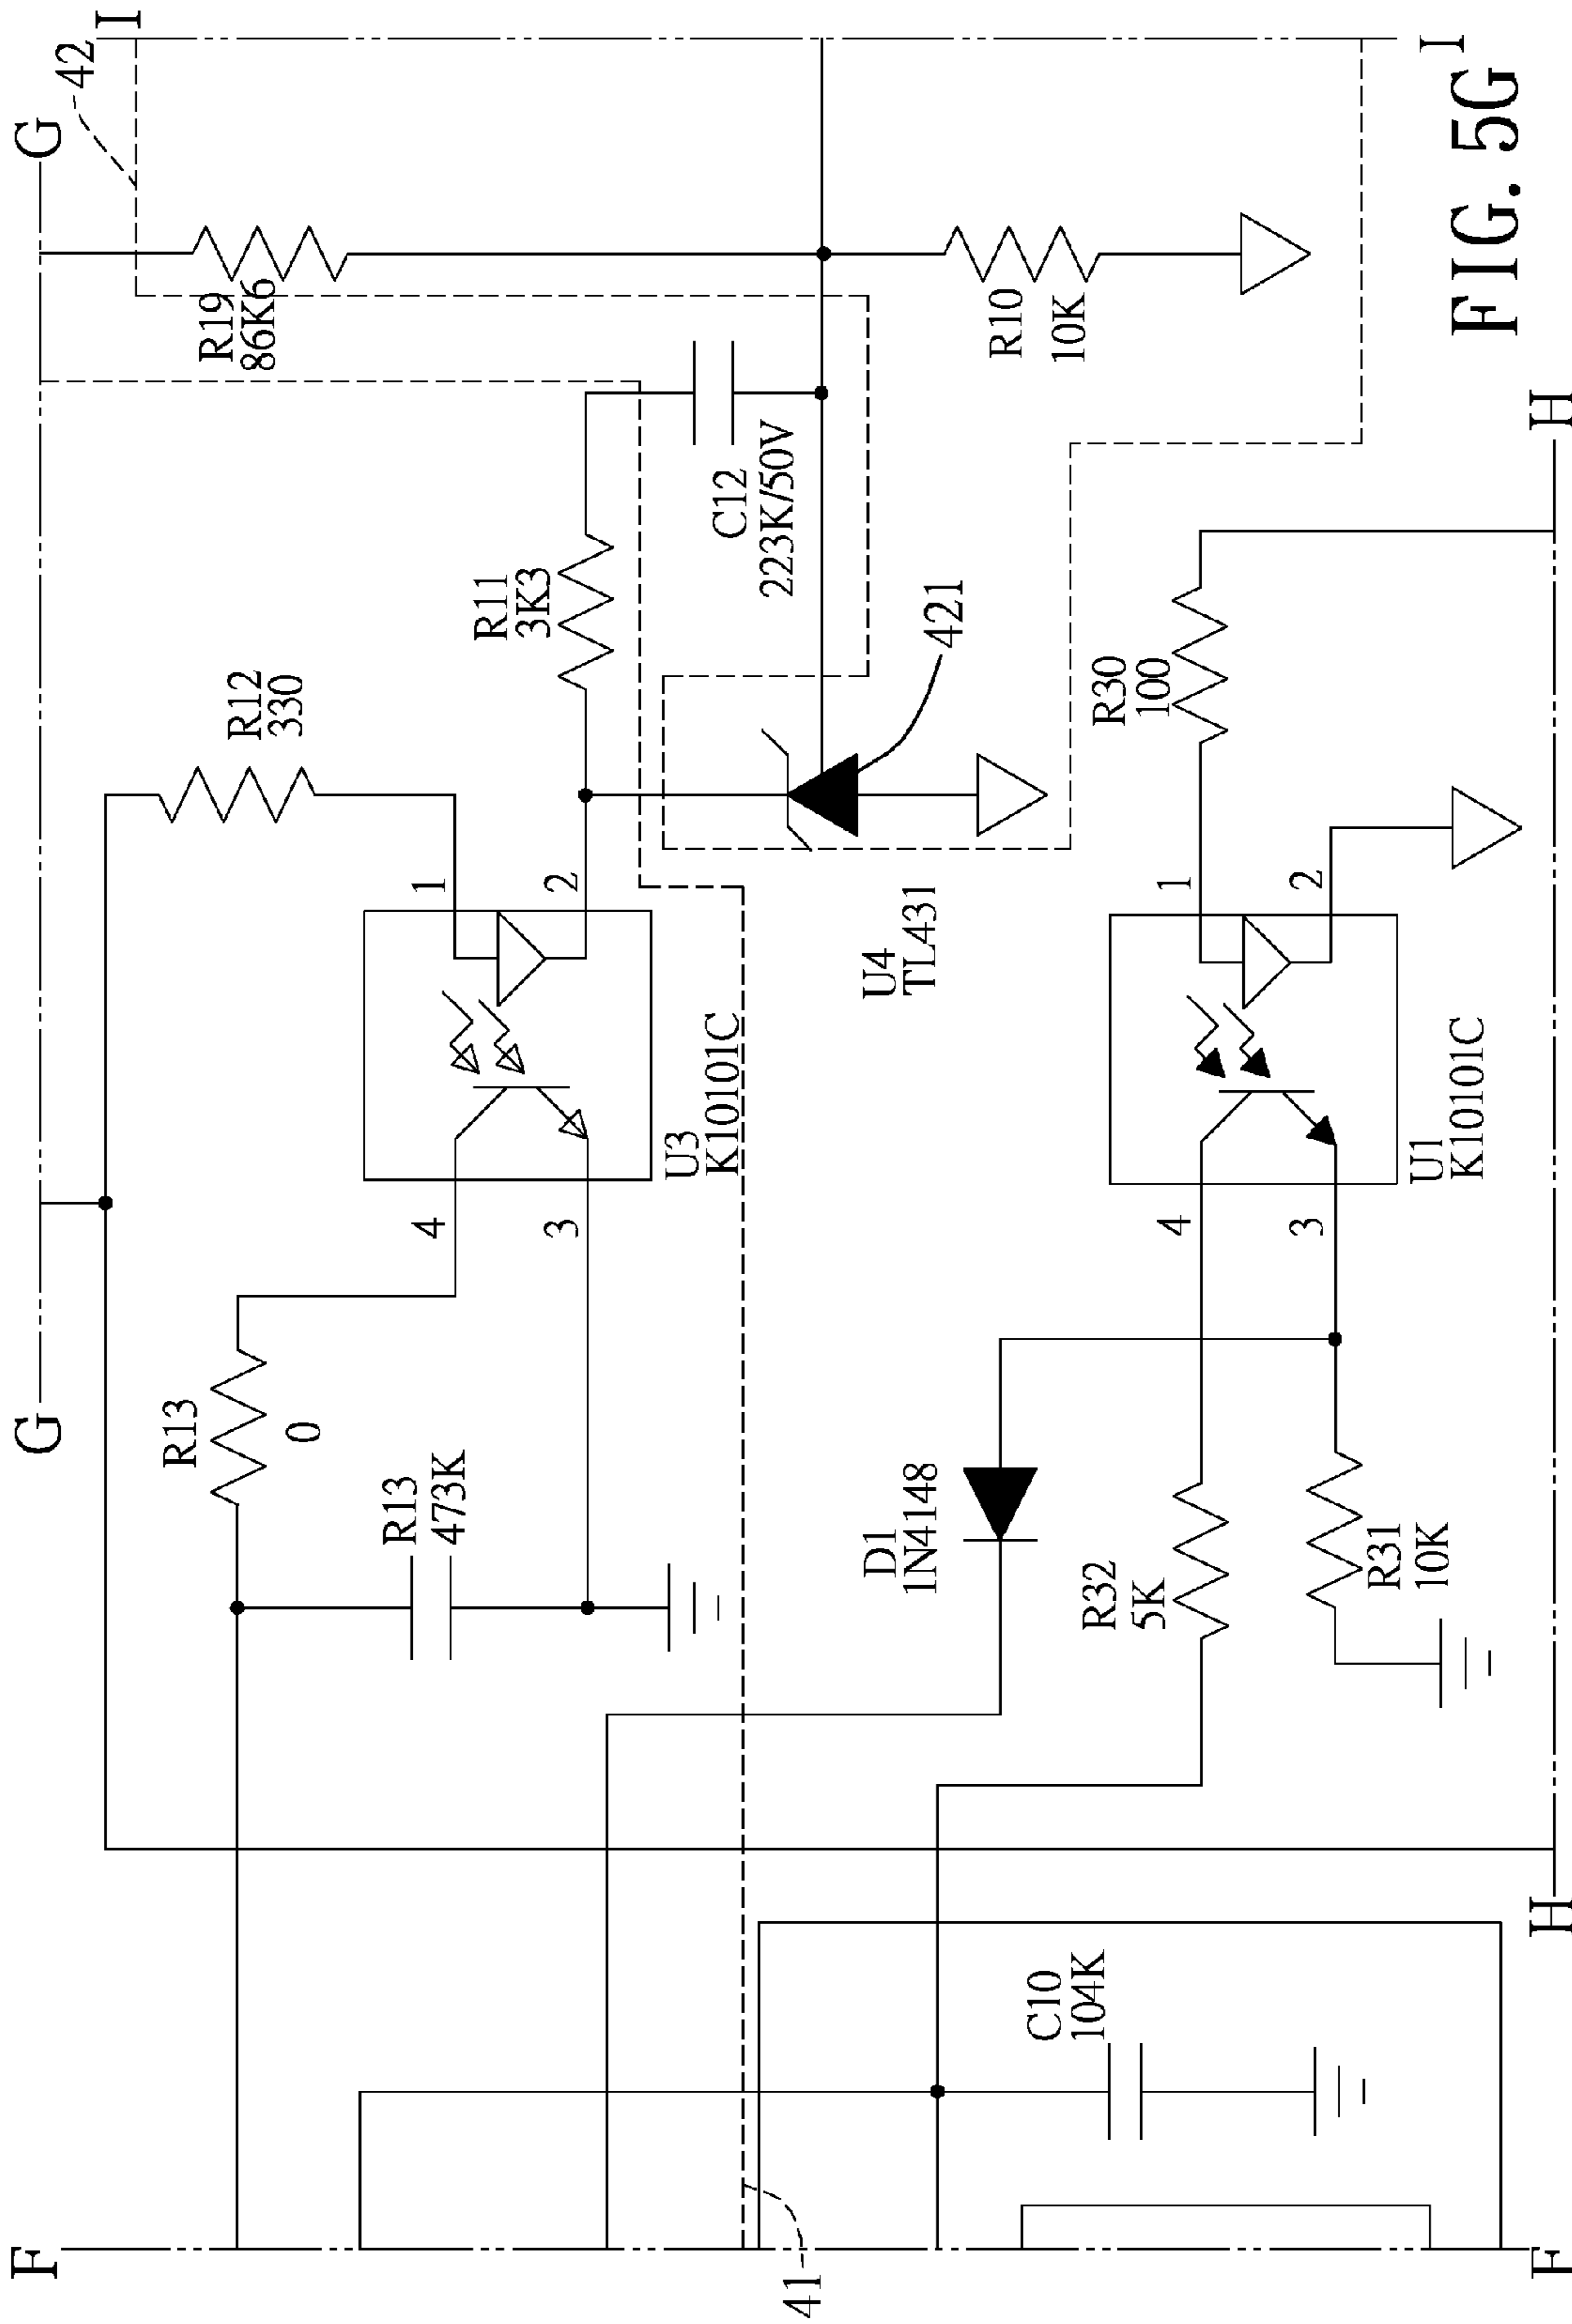 F
G
G
I
42
R13
0
R12
330
R19
86K6
R13
473K
4
1
3
2
R11
3K3
U3
K10101C
C12
223K/50V
41
U4
TL431
421
D1
1N4148
R10
10K
C10
104K
R32
5K
R30
100
4
1
3
2
R31
10K
U1
K10101C
F
H
H
I
FIG. 5G